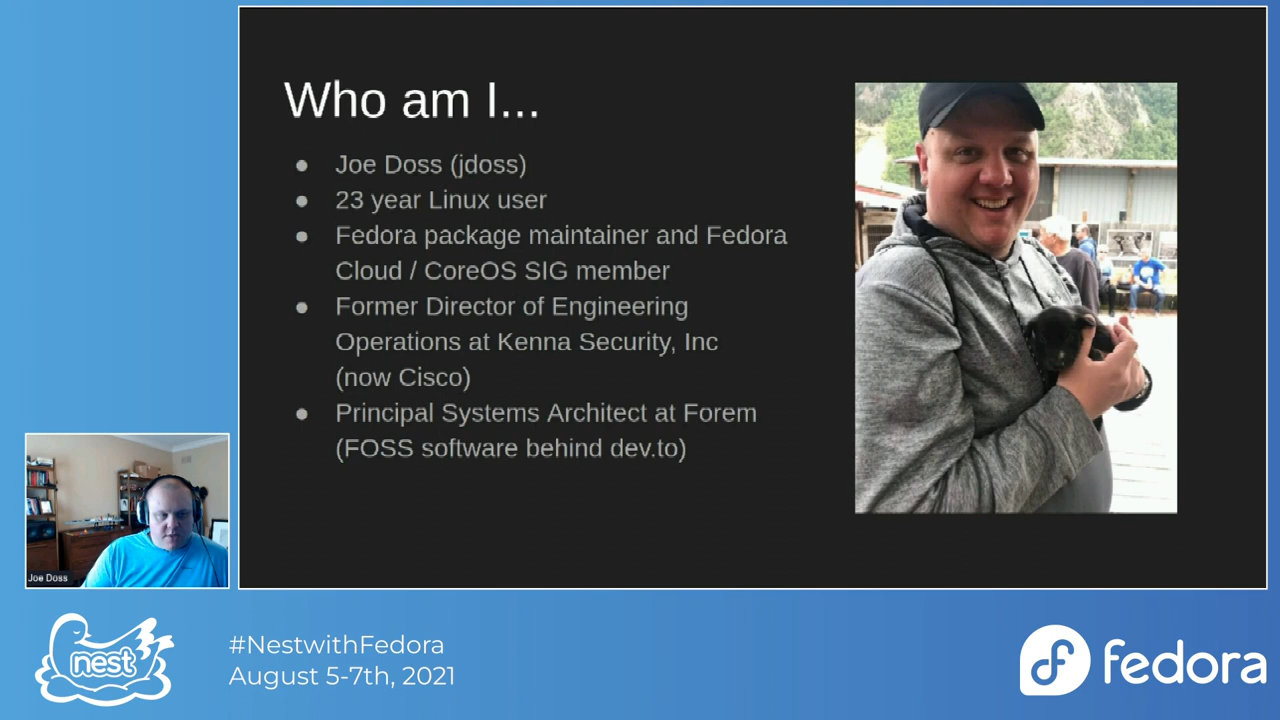 Who am I...
● Joe Doss (jdoss)
● 23 year Linux user
● Fedora package maintainer and Fedora
Cloud / CoreOS SIG member
● Former Director of Engineering
Operations at Kenna Security, Inc
(now Cisco)
● Principal Systems Architect at Forem
(FOSS software behind dev.to)
Joe Doss
nest
#NestwithFedora
August 5-7th, 2021
fedora